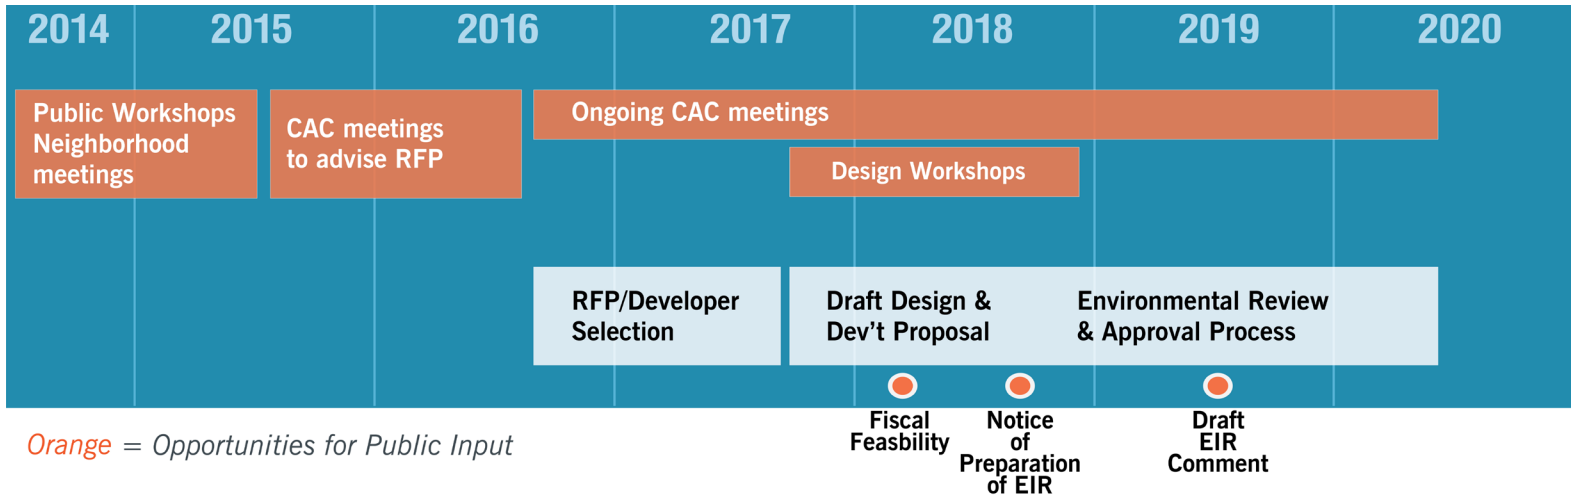 2014 2015 2016 2017 2018 2019 2020
Public Workshops
Neighborhood
meetings
CAC meetings
to advise RFP
Ongoing CAC meetings
Design Workshops
RFP/Developer
Selection
Draft Design &
Dev't Proposal
Environmental Review
& Approval Process
Fiscal
Feasbility
Notice
of
Preparation
of EIR
Draft
EIR
Comment
Orange = Opportunities for Public Input